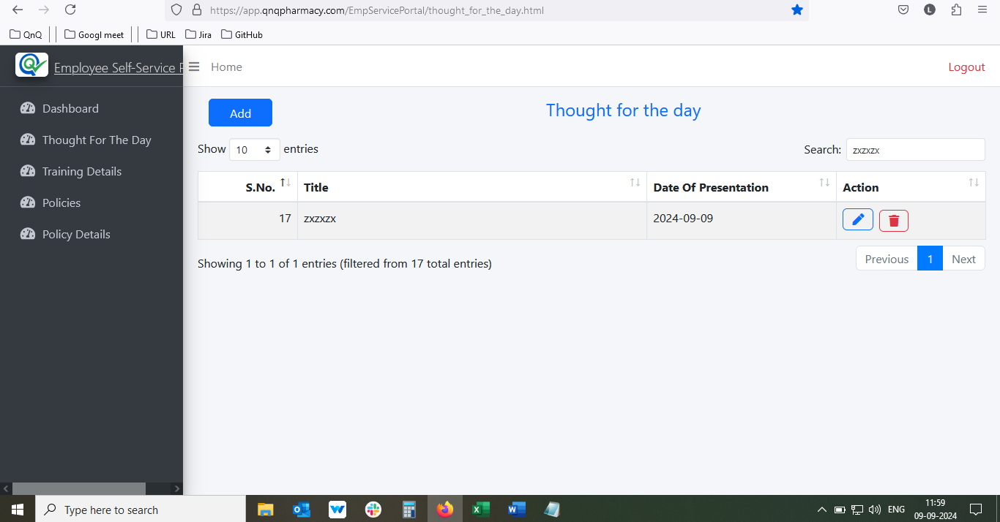 https://app.qnqpharmacy.com/EmpServicePortal/thought_for_the_day.html
L
QnQ
Googl meet
URL
Jira
GitHub
Employee Self-Service P
Home
Logout
Dashboard
Thought For The Day
Training Details
Policies
Policy Details
Add
Thought for the day
Show 10 entries
Search: zxzxzx
S.No. Title Date Of Presentation Action
17 zxzxzx 2024-09-09
Showing 1 to 1 of 1 entries (filtered from 17 total entries)
Previous 1 Next
Type here to search
ENG
11:59
09-09-2024